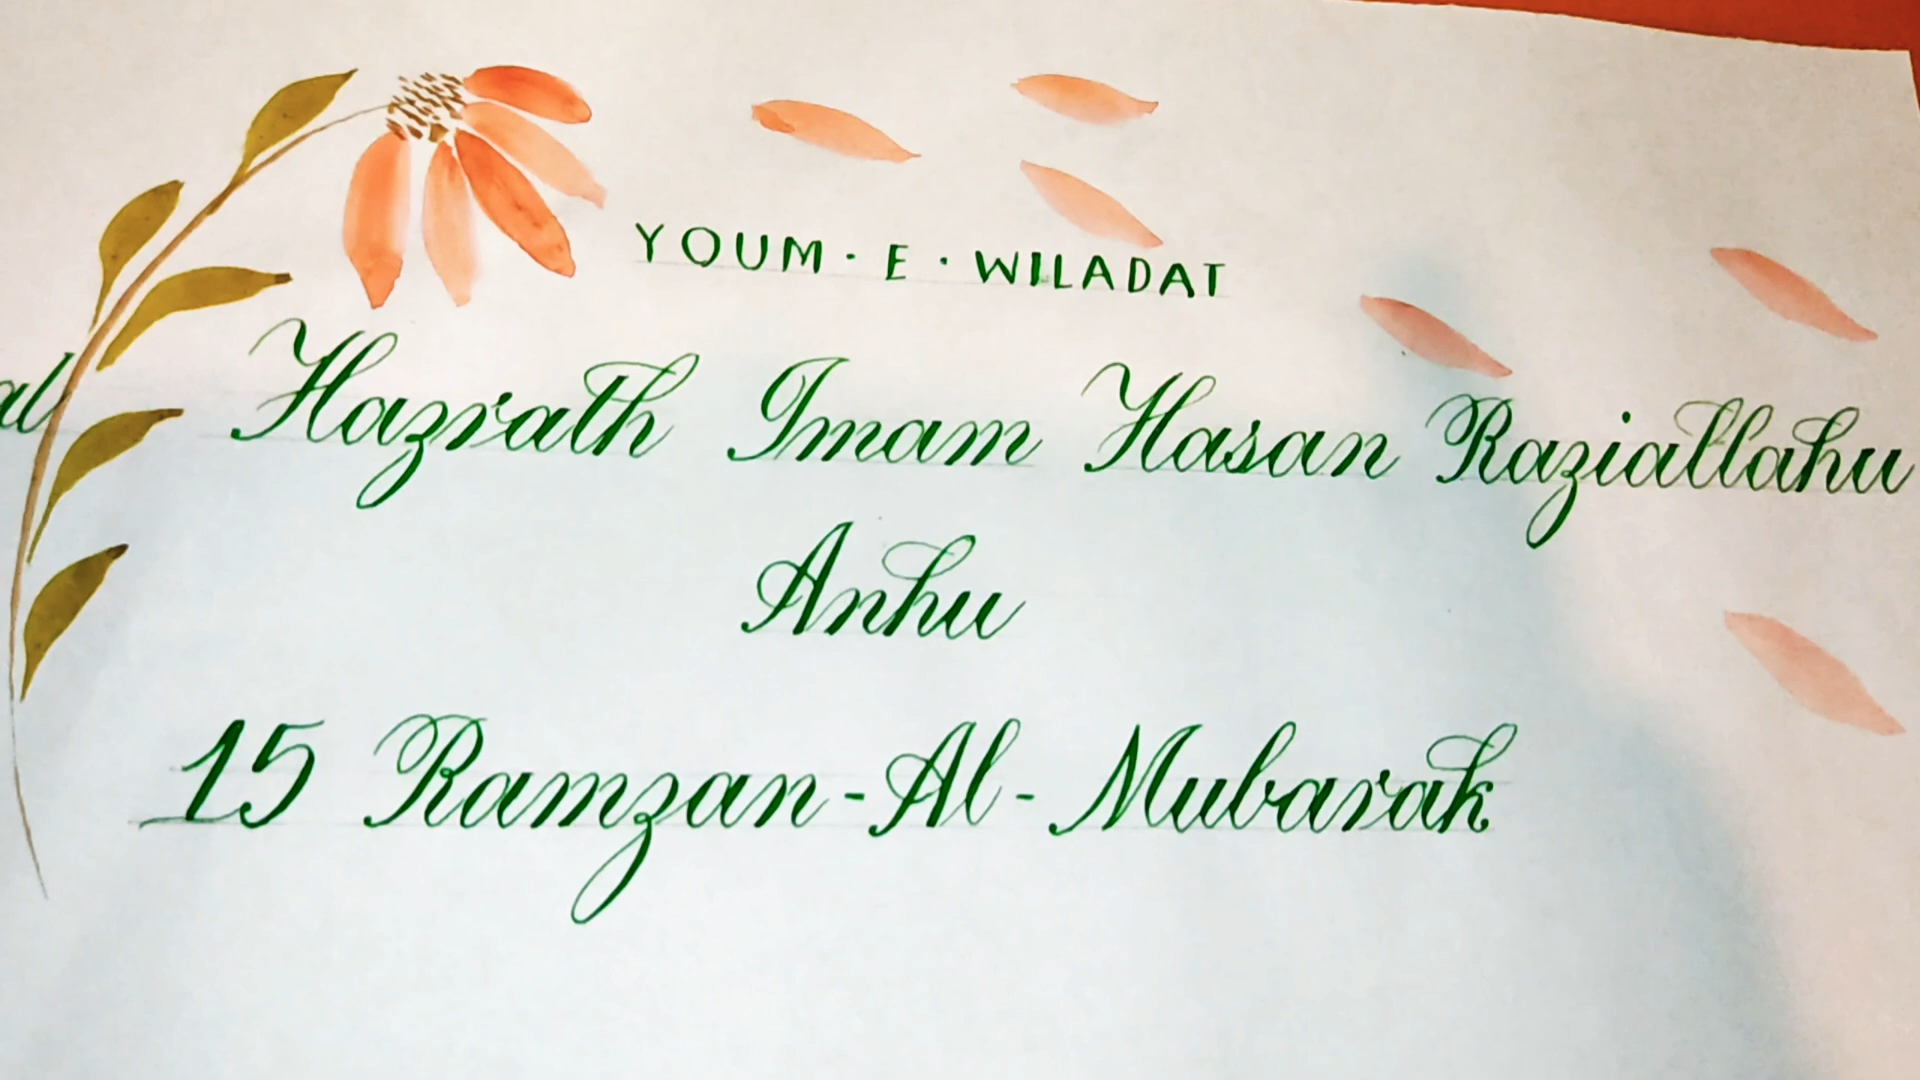 YOUM · E · WILADAT
Hazrath Imam Hasan Raziallahu
Anhu
15 Ramzan-Al-Mubarak